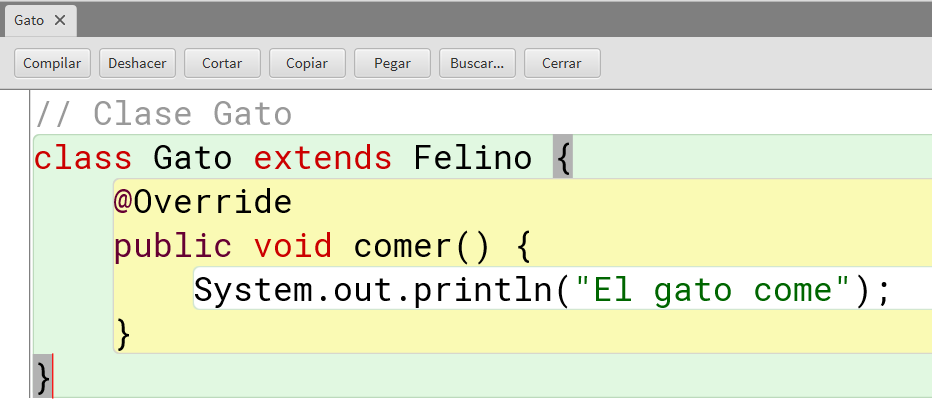 Gato ×
Compilar Deshacer Cortar Copiar Pegar Buscar... Cerrar
// Clase Gato
class Gato extends Felino {
@Override
public void comer() {
System.out.println("El gato come");
}
}